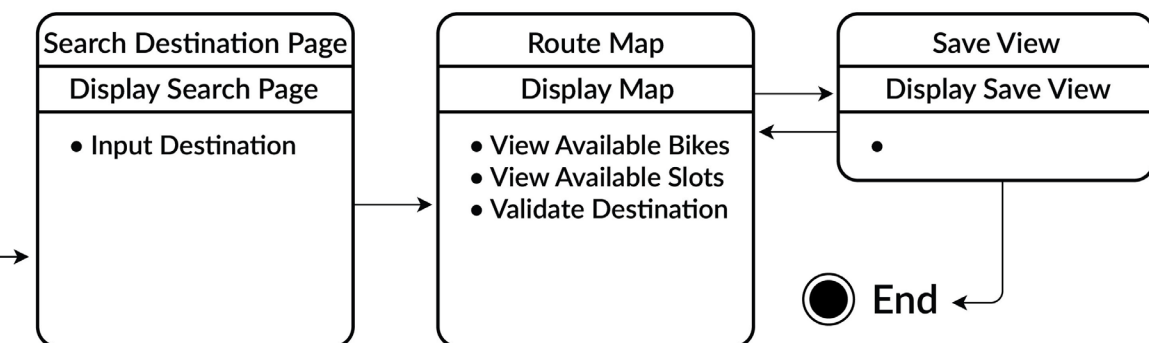 Search Destination Page
Display Search Page
• Input Destination
Route Map
Display Map
• View Available Bikes
• View Available Slots
• Validate Destination
Save View
Display Save View
•
End